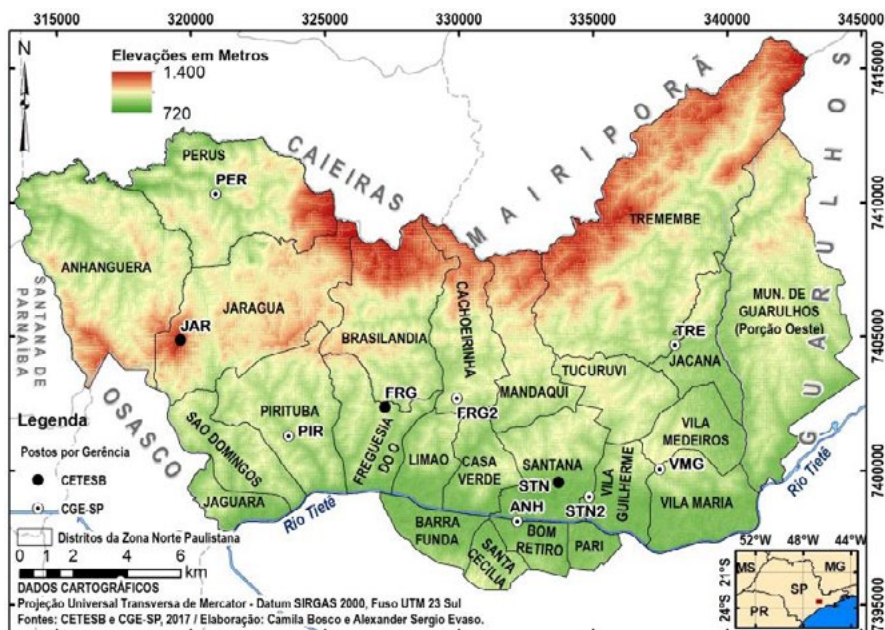 315000 320000 325000 330000 335000 340000 345000
N
Elevações em Metros
1.400
720
7415000
7410000
7405000
7400000
7395000
CAIEIRAS
MAIRIPORÃ
GUARULHOS
SANTANA DE
PARNAÍBA
OSASCO
PERUS
PER
TREMEMBE
ANHANGUERA
JARAGUA
JAR
CACHOEIRINHA
BRASILANDIA
MUN. DE
GUARULHOS
(Porção Oeste)
TRE
JACANA
TUCURUVI
MANDAQUI
FRG
FRG2
PIRITUBA
PIR
SAO DOMINGOS
FREGUESIA
DO O
LIMAO
CASA
VERDE
SANTANA
STN
STN2
VILA
GUILHERME
VILA
MEDEIROS
VMG
VILA MARIA
JAGUARA
Rio Tietê
Rio Tietê
ANH
BARRA
FUNDA
BOM
RETIRO
PARI
SANTA
CECILIA
Legenda
Postos por Gerência
CETESB
CGE-SP
Distritos da Zona Norte Paulistana
0 1 2 4 6
km
DADOS CARTOGRÁFICOS
Projeção Universal Transversa de Mercator - Datum SIRGAS 2000, Fuso UTM 23 Sul
Fontes: CETESB e CGE-SP, 2017 / Elaboração: Camila Bosco e Alexander Sergio Evaso.
52°W 48°W 44°W
24°S 21°S
MS
MG
SP
PR